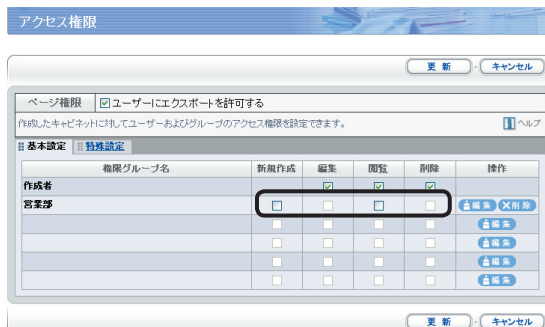 アクセス権限
更 新 キャンセル
ページ権限 ユーザーにエクスポートを許可する
作成したキャビネットに対してユーザーおよびグループのアクセス権限を設定できます。 ヘルプ
基本設定 特殊設定
権限グループ名 新規作成 編集 閲覧 削除 操作
作成者
営業部 編集 削除
編集
編集
編集
編集
更 新 キャンセル